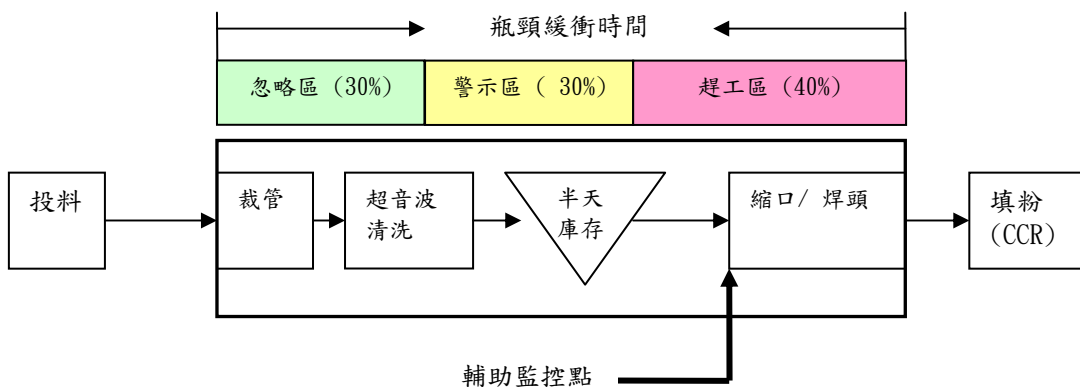 瓶頸緩衝時間
忽略區 (30%)
警示區 ( 30%)
趕工區 (40%)
投料
裁管
超音波
清洗
半天
庫存
縮口/ 焊頭
填粉
(CCR)
輔助監控點